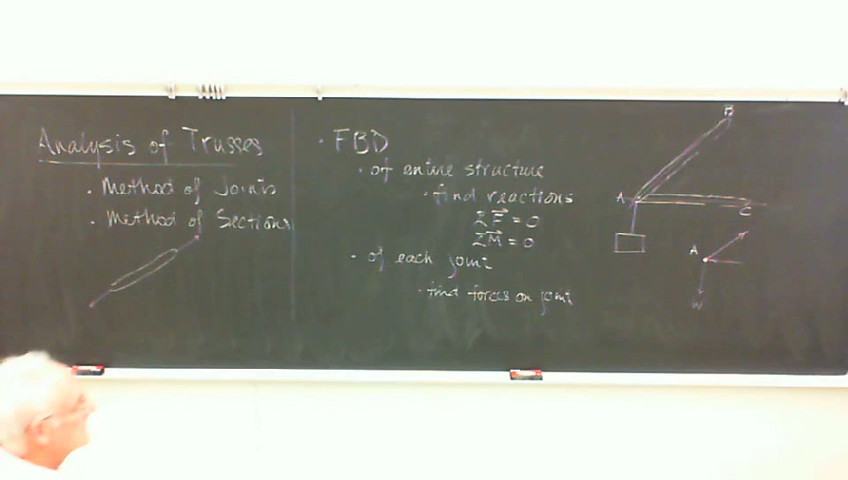 Analysis of Trusses
· Method of Joints
· Method of Sections
· FBD
· of entire structure
· find reactions
ΣF⃗ = 0
ΣM⃗ = 0
· of each joint
· find forces on joint
B
A
C
A
W